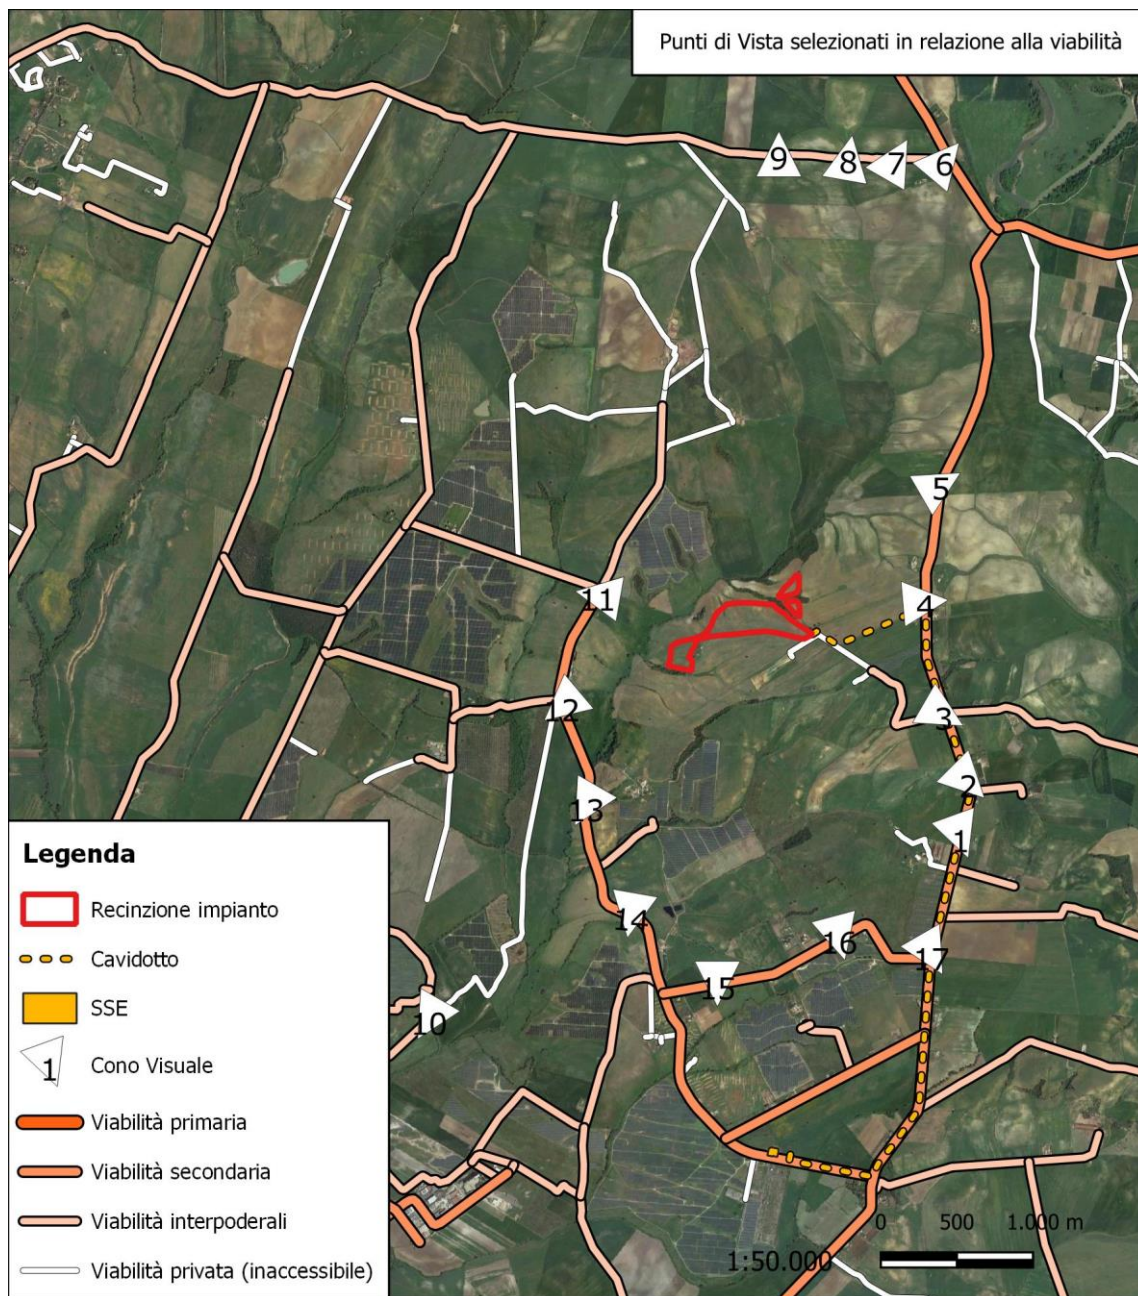 Punti di Vista selezionati in relazione alla viabilità
9
8
7
6
5
11
4
12
3
2
13
1
14
16
17
15
10
Legenda
Recinzione impianto
Cavidotto
SSE
1
Cono Visuale
Viabilità primaria
Viabilità secondaria
Viabilità interpoderali
Viabilità privata (inaccessibile)
0 500 1.000 m
1:50.000